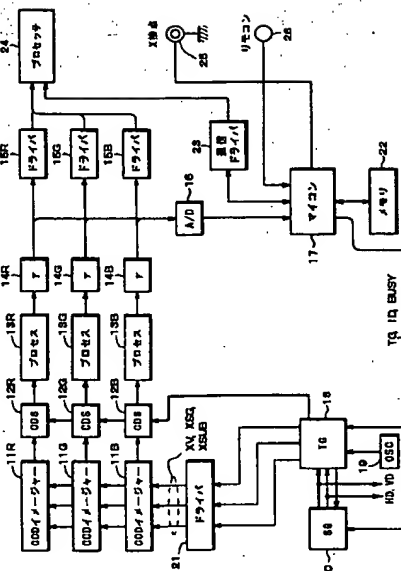 24
プロセッサ
X接点
25
リモコン
26
15R
ドライバ
15G
ドライバ
15B
ドライバ
通信
ドライバ
23
A/D
16
マイコン
17
メモリ
22
14R
γ
14G
γ
14B
γ
13R
プロセス
13G
プロセス
13B
プロセス
12R
CDS
12G
CDS
12B
CDS
11R
CCDイメージャー
11G
CCDイメージャー
11B
CCDイメージャー
XV, XSG,
XSUB
ドライバ
21
TG
18
OSC
19
SG
HD, VD
BUSY